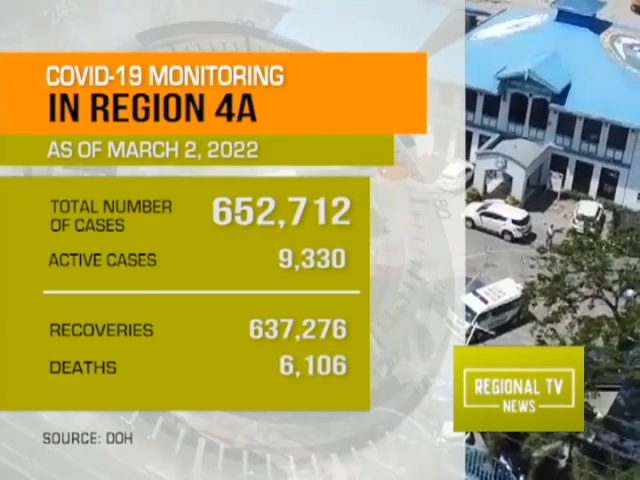 COVID-19 MONITORING
IN REGION 4A
AS OF MARCH 2, 2022
TOTAL NUMBER
OF CASES
652,712
ACTIVE CASES 9,330
RECOVERIES 637,276
DEATHS 6,106
SOURCE: DOH
REGIONAL TV
NEWS